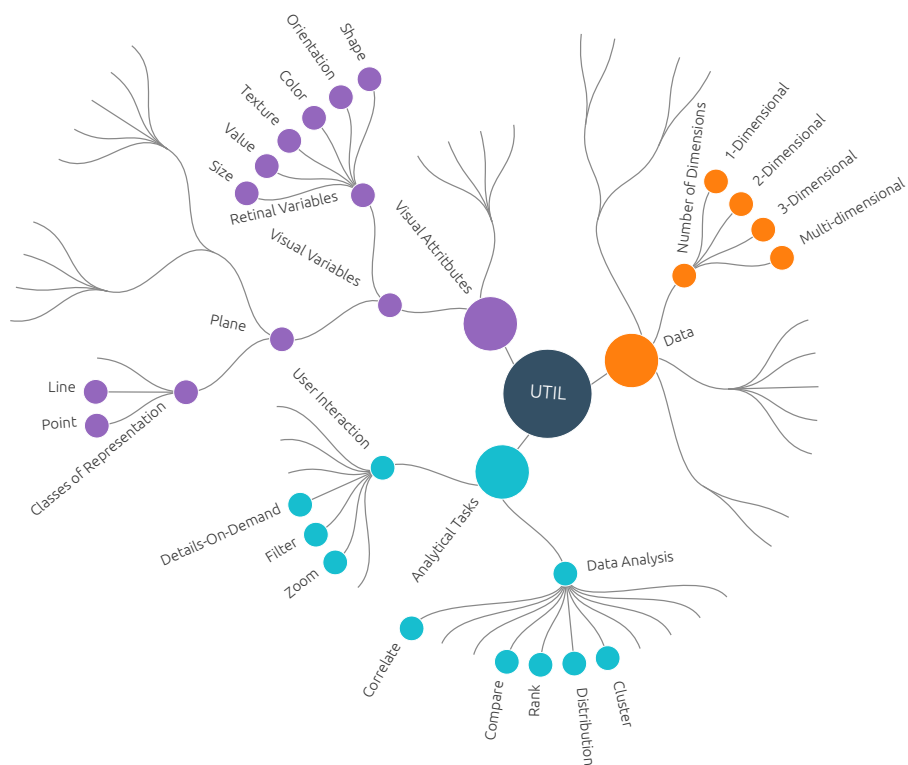 Shape
Orientation
Color
Texture
Value
Size
Retinal Variables
Visual Variables
Visual Attritbutes
Plane
Line
Point
Classes of Representation
Number of Dimensions
1-Dimensional
2-Dimensional
3-Dimensional
Multi-dimensional
Data
UTIL
User Interaction
Details-On-Demand
Filter
Zoom
Analytical Tasks
Data Analysis
Correlate
Compare
Rank
Distribution
Cluster